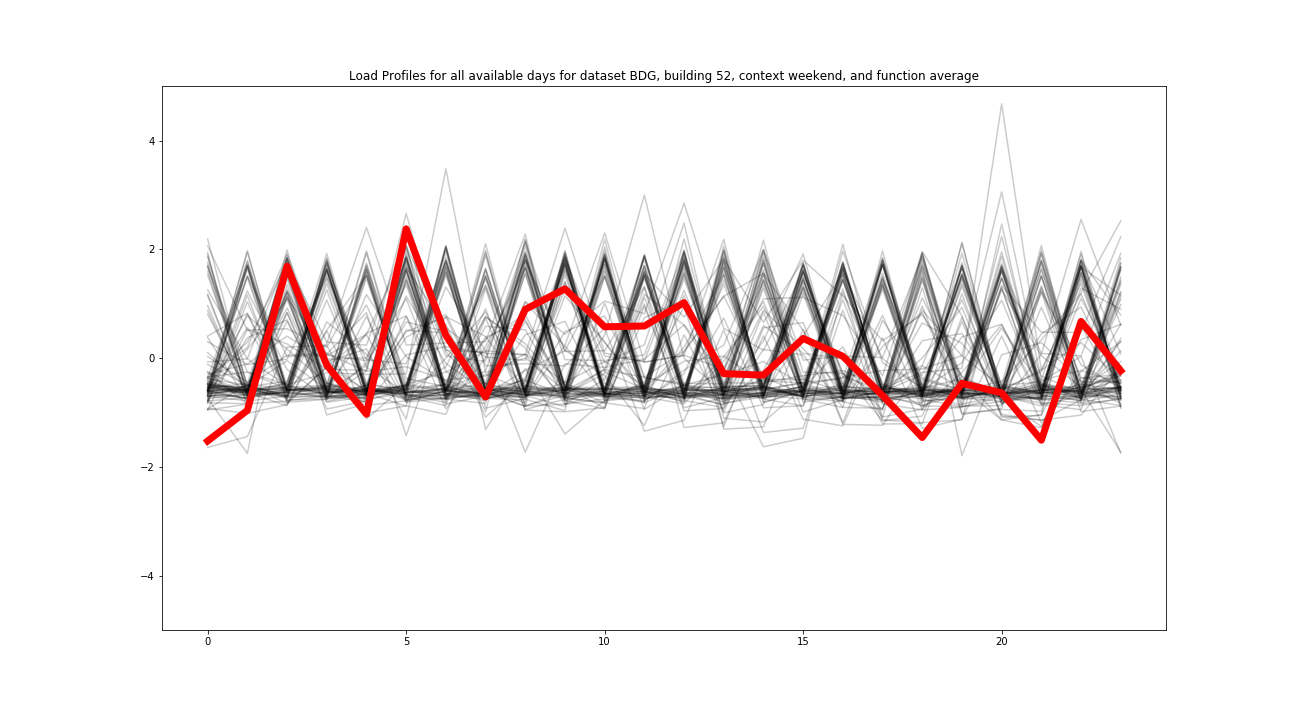 Load Profiles for all available days for dataset BDG, building 52, context weekend, and function average
4
2
0
−2
−4
0 5 10 15 20